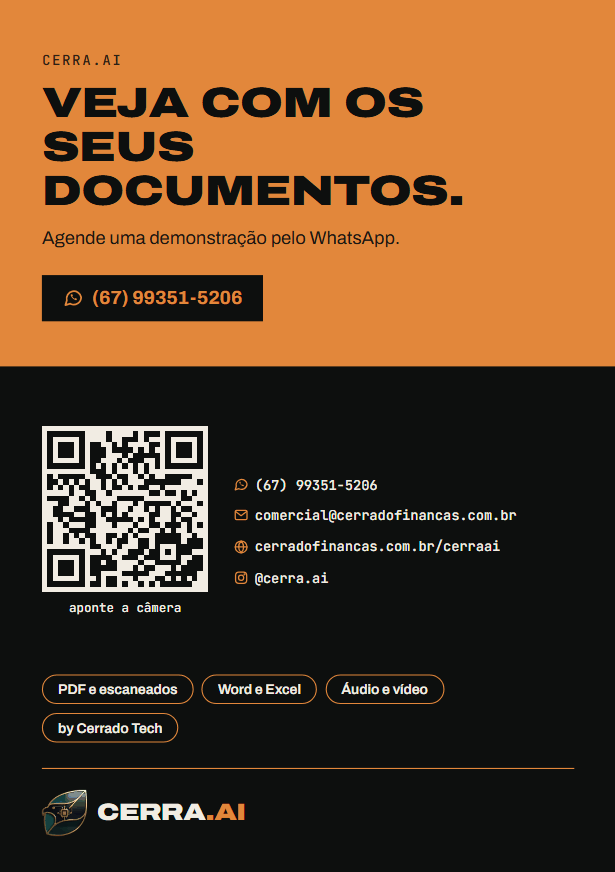 CERRA.AI
VEJA COM OS
SEUS
DOCUMENTOS.
Agende uma demonstração pelo WhatsApp.
(67) 99351-5206
(67) 99351-5206
comercial@cerradofinancas.com.br
cerradofinancas.com.br/cerraai
@cerra.ai
aponte a câmera
PDF e escaneados
Word e Excel
Áudio e vídeo
by Cerrado Tech
CERRA.AI